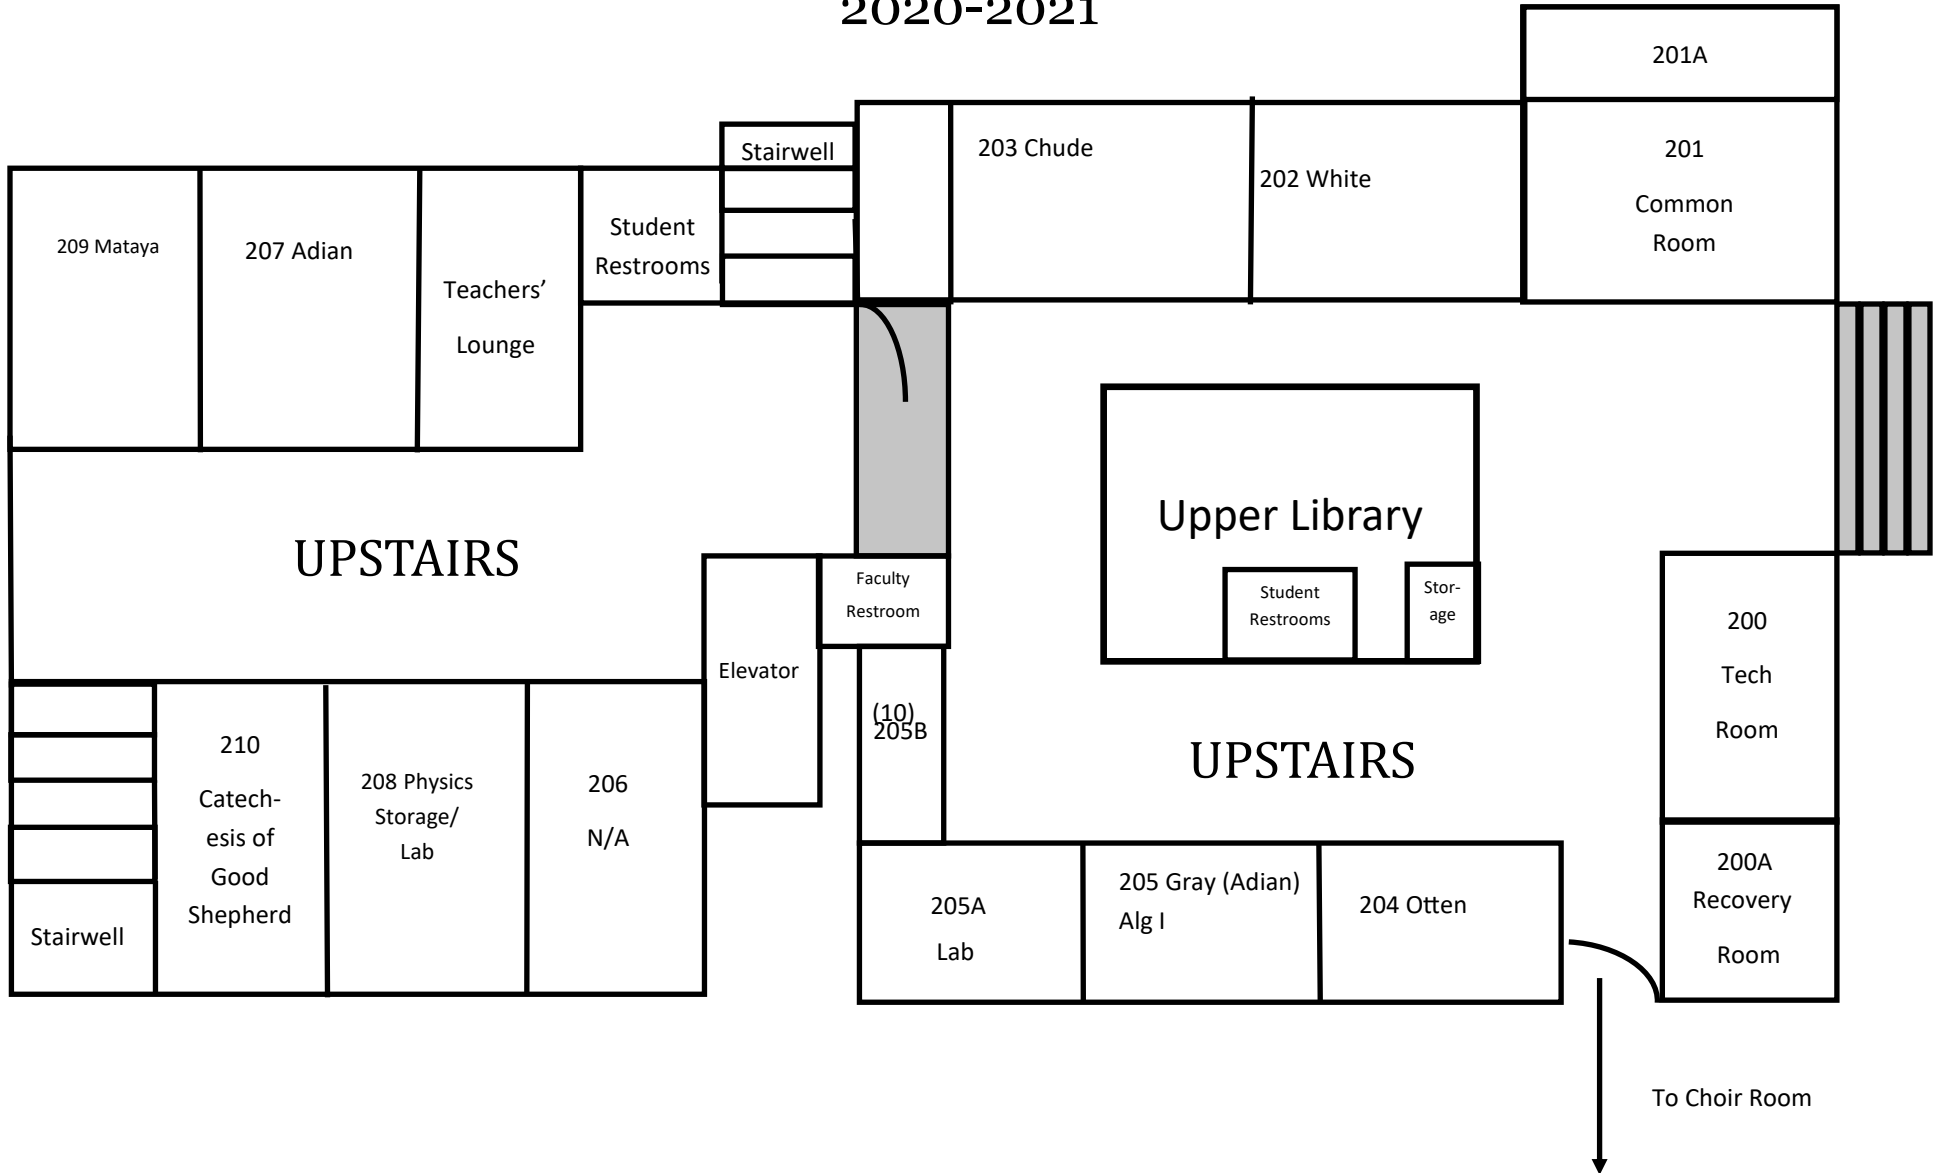 2020-2021
201A
201
Common
Room
203 Chude
202 White
Stairwell
Student
Restrooms
209 Mataya
207 Adian
Teachers’
Lounge
UPSTAIRS
Upper Library
Student
Restrooms
Stor-
age
Faculty
Restroom
Elevator
(10)
205B
200
Tech
Room
UPSTAIRS
210
Catech-
esis of
Good
Shepherd
208 Physics
Storage/
Lab
206
N/A
Stairwell
205A
Lab
205 Gray (Adian)
Alg I
204 Otten
200A
Recovery
Room
To Choir Room